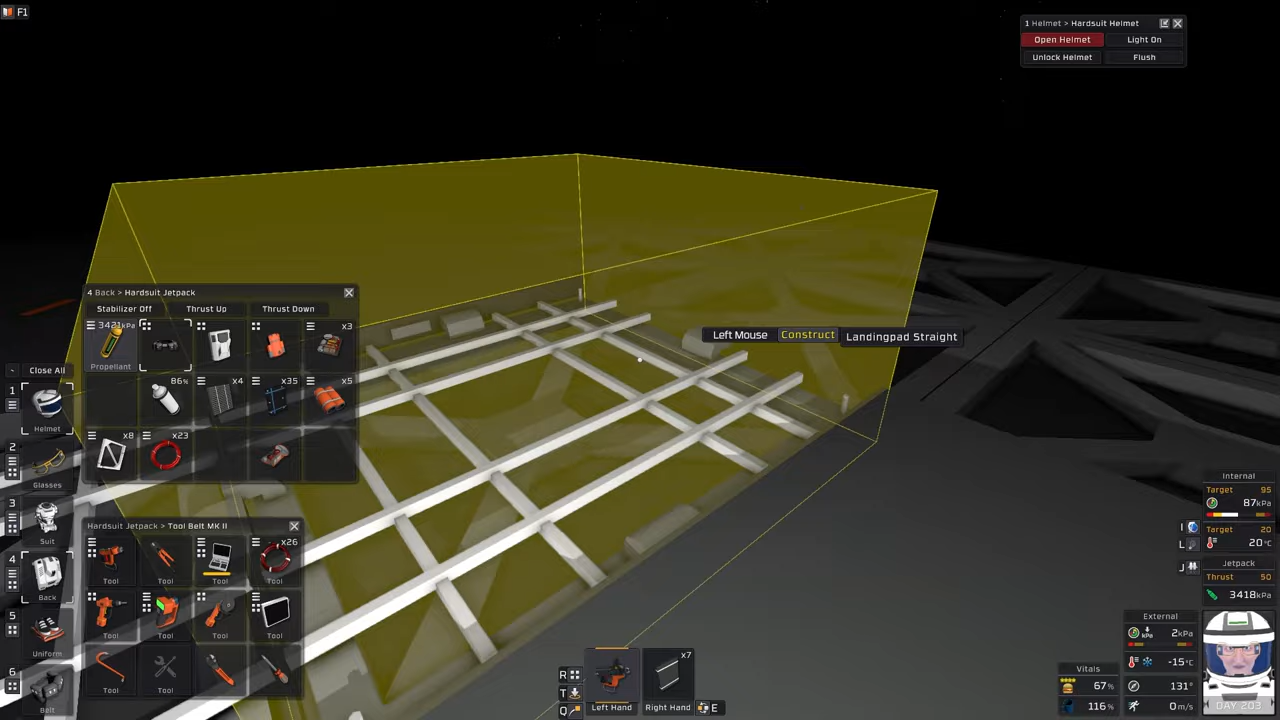 F1
1 Helmet > Hardsuit Helmet
Open Helmet
Light On
Unlock Helmet
Flush
Left Mouse
Construct
Landingpad Straight
4 Back > Hardsuit Jetpack
Stabilizer Off
Thrust Up
Thrust Down
3421kPa
x3
Propellant
86%
x4
x35
x5
x8
x23
Close All
1
Helmet
2
Glasses
3
Suit
4
Back
5
Uniform
6
Belt
Hardsuit Jetpack > Tool Belt MK II
x26
Tool
Tool
Tool
Tool
Tool
Tool
Tool
Tool
Tool
Tool
Tool
Tool
R
T
Q
Left Hand
x7
Right Hand
E
Internal
Target 95
87kPa
Target 20
20°C
I
L
J
Jetpack
Thrust 50
3418kPa
External
2kPa
-15°C
131°
0m/s
Vitals
67%
116%
DAY 203